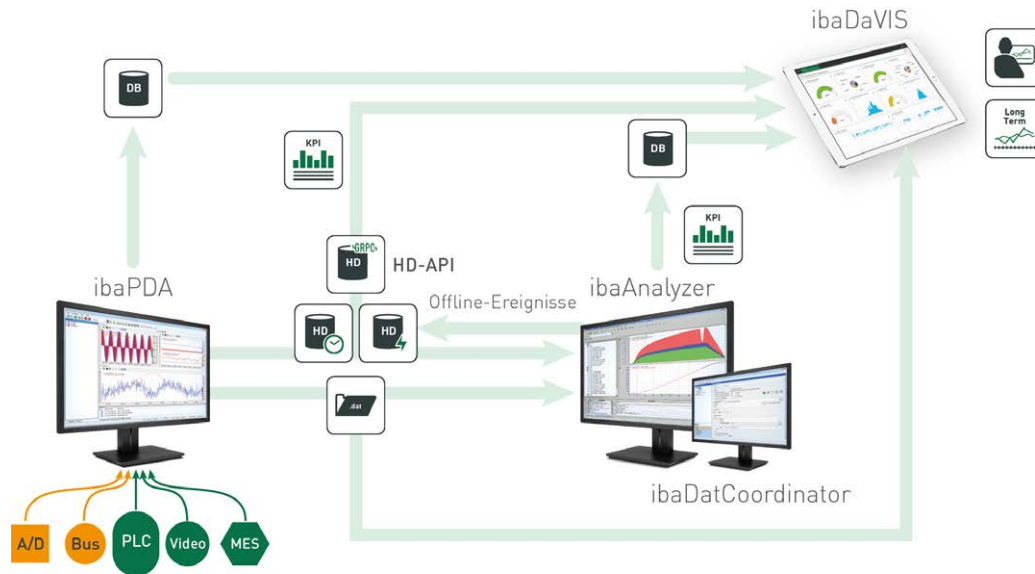 ibaDaVIS
DB
Long
Term
KPI
DB
KPI
GRPC
HD
HD-API
ibaPDA
Offline-Ereignisse
ibaAnalyzer
HD
HD
.dat
ibaDatCoordinator
A/D
Bus
PLC
Video
MES